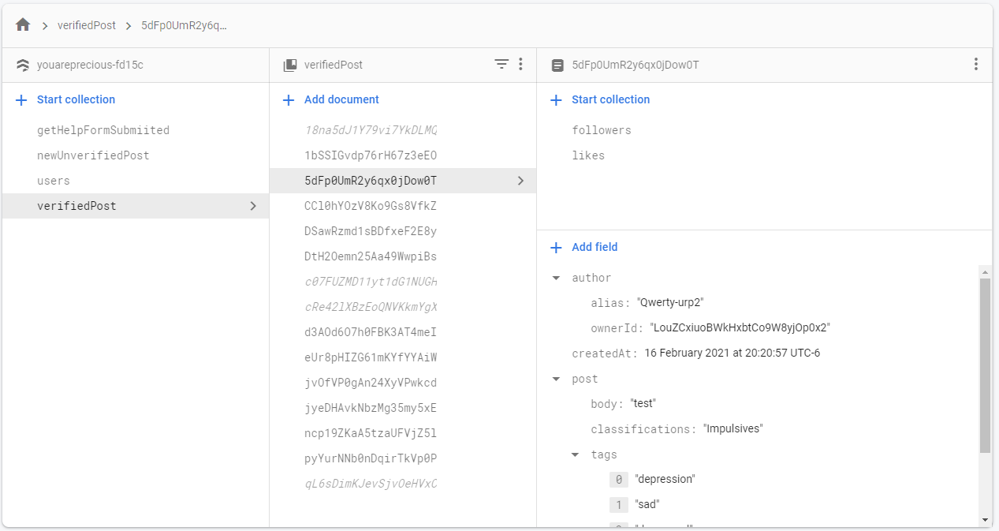 verifiedPost
5dFp0UmR2y6q...
youareprecious-fd15c
Start collection
getHelpFormSubmiited
newUnverifiedPost
users
verifiedPost
verifiedPost
Add document
18na5dJ1Y79vi7YkDLMQ
1bSSIGvdp76rH67z3eEO
5dFp0UmR2y6qx0jDow0T
CCl0hYOzV8Ko9Gs8VfkZ
DSawRzmd1sBDfxeF2E8y
DtH2Oemn25Aa49WwpiBs
c07FUZMD11yt1dG1NUGH
cRe42lXBzEoQNVKkmYgX
d3AOd6O7h0FBK3AT4meI
eUr8pHIZG61mKYfYYAiW
jvOfVP0gAn24XyVPwkcd
jyeDHAvkNbzMg35my5xE
ncp19ZKaA5tzaUFVjZ5l
pyYurNNb0nDqirTkVp0P
qL6sDimKJevSjvOeHVxC
5dFp0UmR2y6qx0jDow0T
Start collection
followers
likes
Add field
author
alias: "Qwerty-urp2"
ownerId: "LouZCxiuoBWkHxbtCo9W8yjOp0x2"
createdAt: 16 February 2021 at 20:20:57 UTC-6
post
body: "test"
classifications: "Impulsives"
tags
0 "depression"
1 "sad"